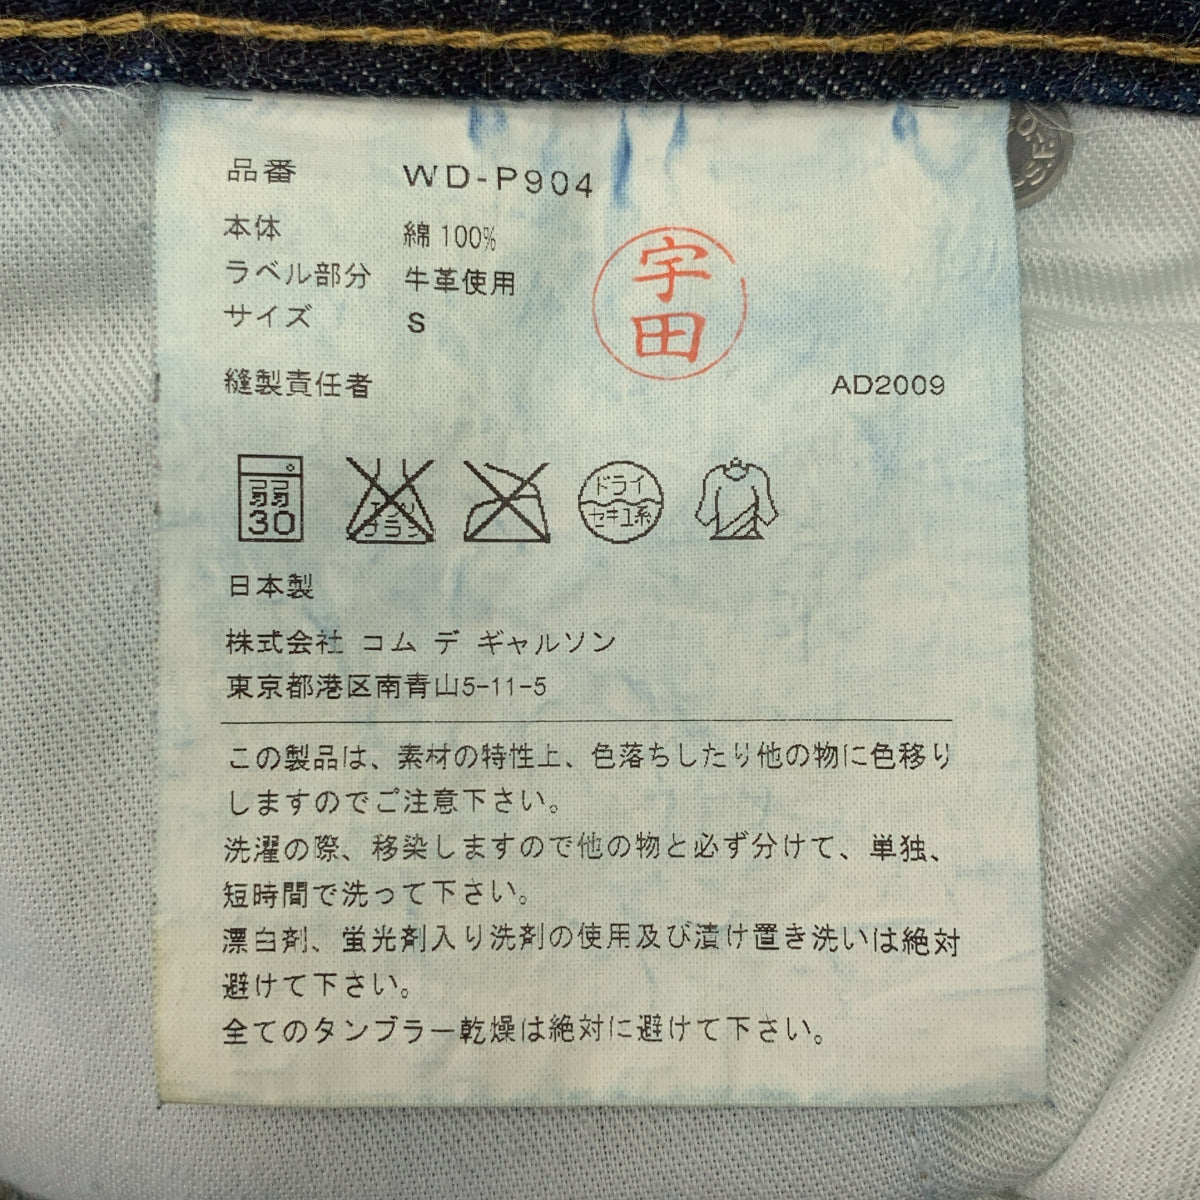 品番 WD-P904
本体 綿 100%
ラベル部分 牛革使用
サイズ S
宇田
縫製責任者 AD2009
弱
30
エンソ
サラシ
ドライ
セキユ系
日本製
株式会社 コム デ ギャルソン
東京都港区南青山5-11-5
この製品は、素材の特性上、色落ちしたり他の物に色移り
しますのでご注意下さい。
洗濯の際、移染しますので他の物と必ず分けて、単独、
短時間で洗って下さい。
漂白剤、蛍光剤入り洗剤の使用及び漬け置き洗いは絶対
避けて下さい。
全てのタンブラー乾燥は絶対に避けて下さい。